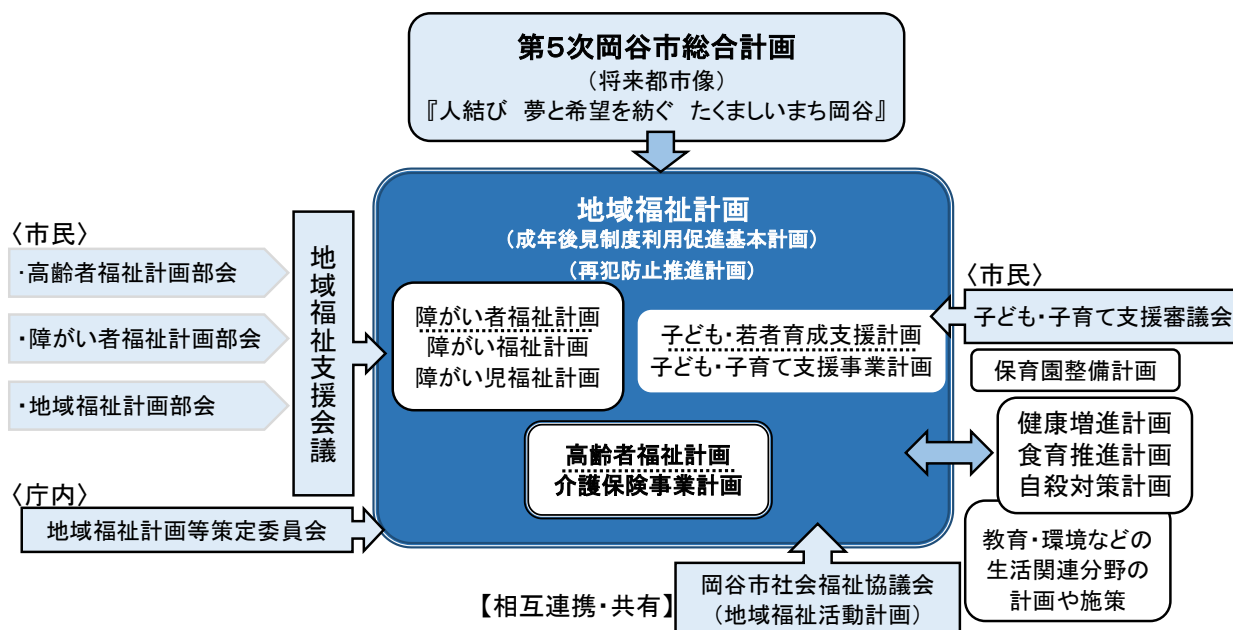 第5次岡谷市総合計画
（将来都市像）
『人結び　夢と希望を紡ぐ　たくましいまち岡谷』
地域福祉計画
（成年後見制度利用促進基本計画）
（再犯防止推進計画）
〈市民〉
・高齢者福祉計画部会
・障がい者福祉計画部会
・地域福祉計画部会
地域福祉支援会議
〈庁内〉
地域福祉計画等策定委員会
障がい者福祉計画
障がい福祉計画
障がい児福祉計画
子ども・若者育成支援計画
子ども・子育て支援事業計画
高齢者福祉計画
介護保険事業計画
〈市民〉
子ども・子育て支援審議会
保育園整備計画
健康増進計画
食育推進計画
自殺対策計画
教育・環境などの
生活関連分野の
計画や施策
【相互連携・共有】
岡谷市社会福祉協議会
（地域福祉活動計画）